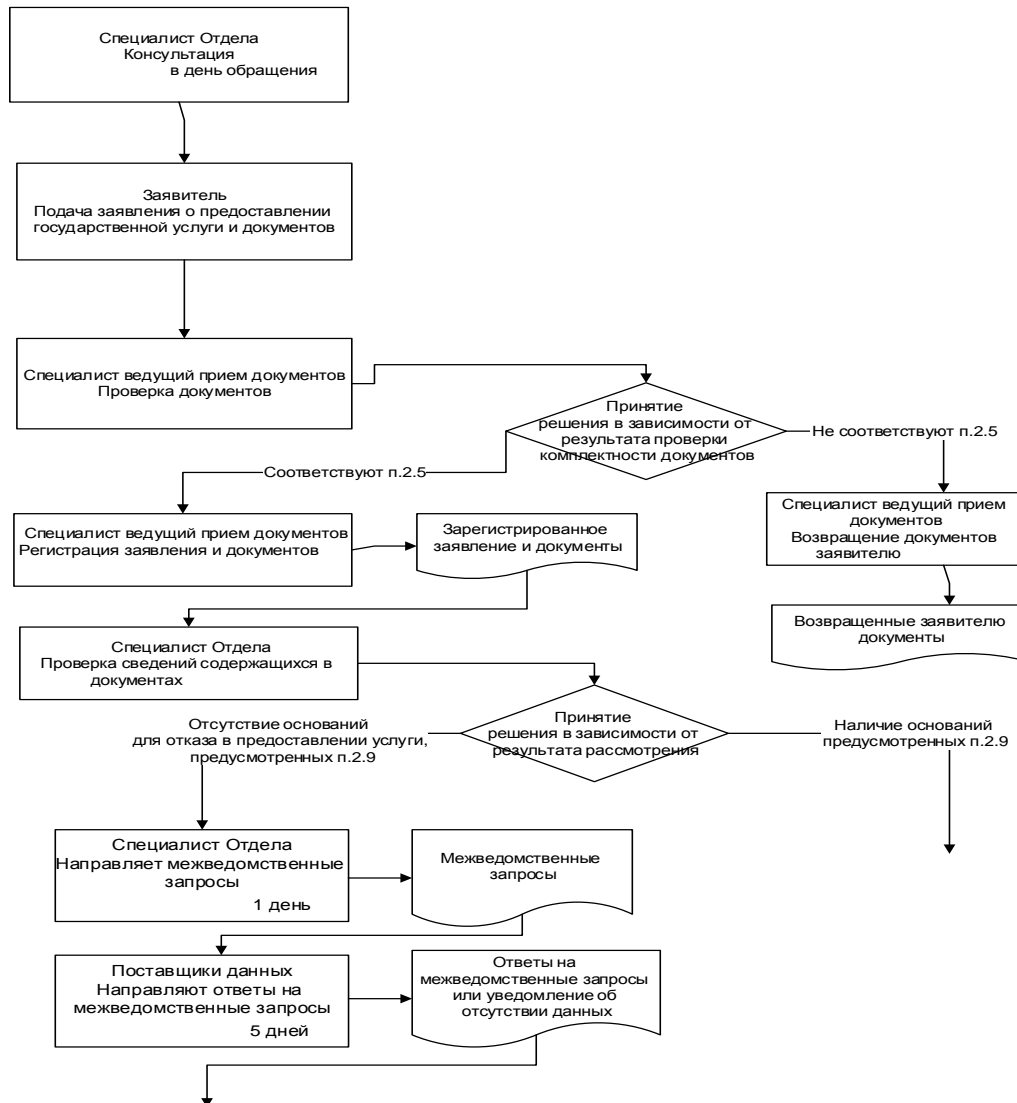 Специалист Отдела
Консультация
в день обращения
Заявитель
Подача заявления о предоставлении
государственной услуги и документов
Специалист ведущий прием документов
Проверка документов
Принятие
решения в зависимости от
результата проверки
комплектности документов
Не соответствуют п.2.5
Соответствуют п.2.5
Специалист ведущий прием
документов
Возвращение документов
заявителю
Специалист ведущий прием документов
Регистрация заявления и документов
Зарегистрированное
заявление и документы
Возвращенные заявителю
документы
Специалист Отдела
Проверка сведений содержащихся в
документах
Принятие
решения в зависимости от
результата рассмотрения
Отсутствие оснований
для отказа в предоставлении услуги,
предусмотренных п.2.9
Наличие оснований
предусмотренных п.2.9
Специалист Отдела
Направляет межведомственные
запросы
1 день
Межведомственные
запросы
Поставщики данных
Направляют ответы на
межведомственные запросы
5 дней
Ответы на
межведомственные запросы
или уведомление об
отсутствии данных